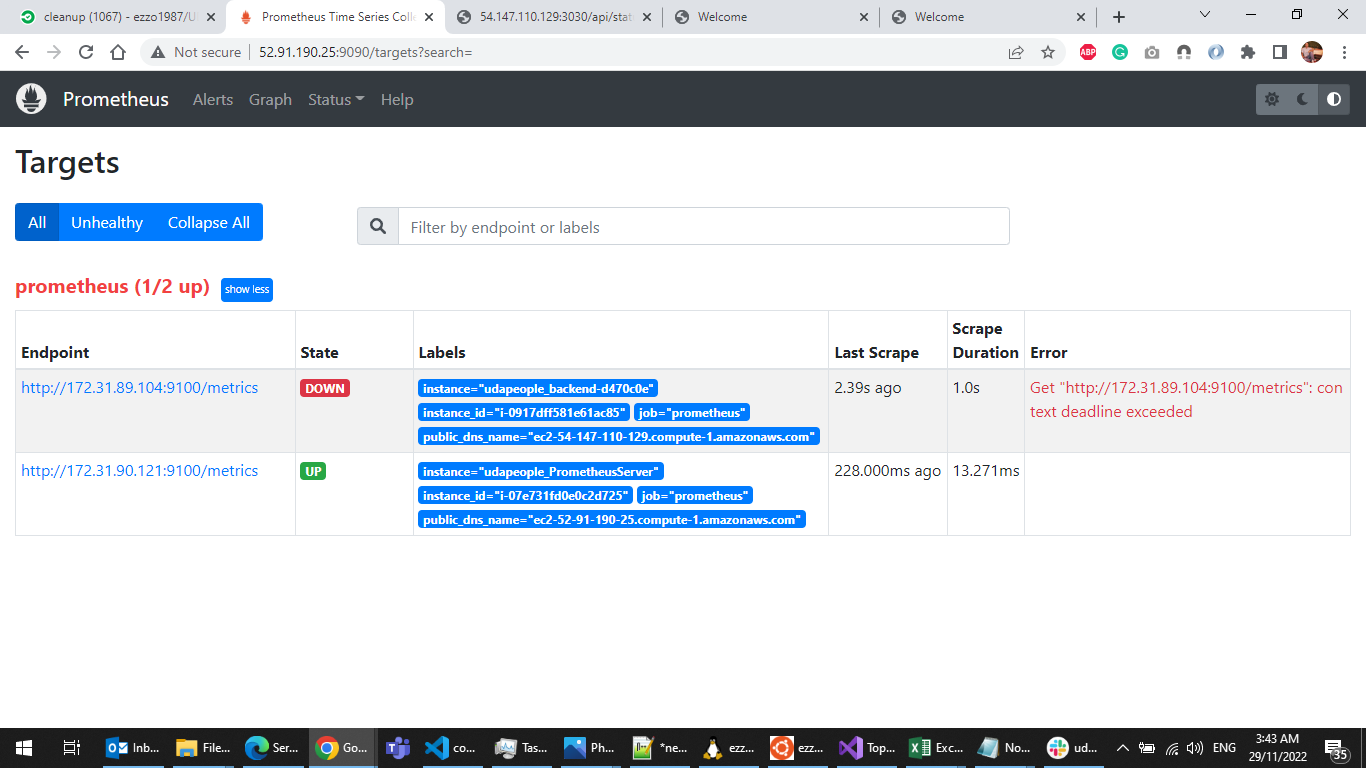 cleanup (1067) - ezzo1987/U
Prometheus Time Series Colle
54.147.110.129:3030/api/stat
Welcome
Welcome
Not secure
52.91.190.25:9090/targets?search=
ABP
Prometheus
Alerts
Graph
Status
Help
Targets
All
Unhealthy
Collapse All
Filter by endpoint or labels
prometheus (1/2 up)
show less
Endpoint
State
Labels
Last Scrape
Scrape
Duration
Error
http://172.31.89.104:9100/metrics
DOWN
instance="udapeople_backend-d470c0e"
instance_id="i-0917dff581e61ac85"
job="prometheus"
public_dns_name="ec2-54-147-110-129.compute-1.amazonaws.com"
2.39s ago
1.0s
Get "http://172.31.89.104:9100/metrics": con
text deadline exceeded
http://172.31.90.121:9100/metrics
UP
instance="udapeople_PrometheusServer"
instance_id="i-07e731fd0e0c2d725"
job="prometheus"
public_dns_name="ec2-52-91-190-25.compute-1.amazonaws.com"
228.000ms ago
13.271ms
Inb...
File...
Ser...
Go...
co...
Tas...
Ph...
*ne...
ezz...
ezz...
Top...
Exc...
No...
ud...
ENG
3:43 AM
29/11/2022
35